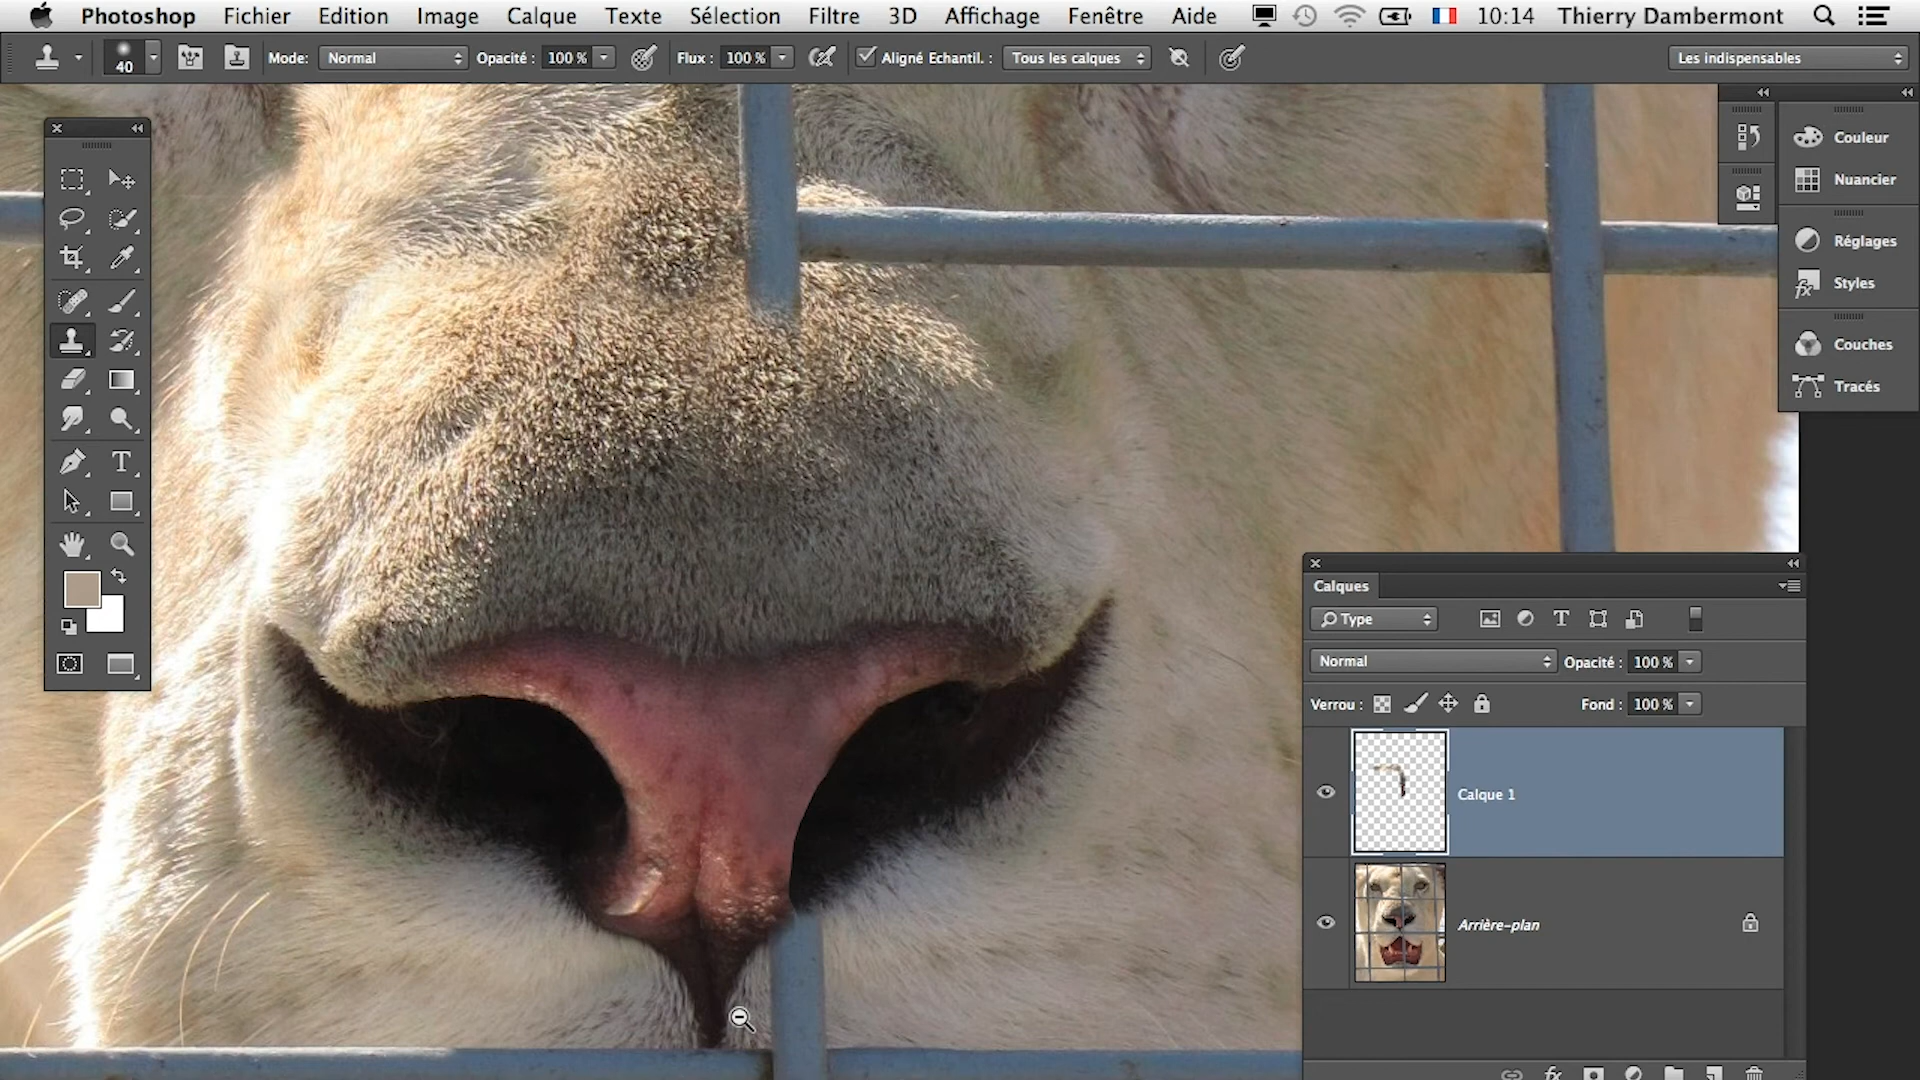 Photoshop Fichier Edition Image Calque Texte Sélection Filtre 3D Affichage Fenêtre Aide 10:14 Thierry Dambermont
40 Mode: Normal Opacité : 100 % Flux : 100 % Aligné Echantil. : Tous les calques Les indispensables
Couleur
Nuancier
Réglages
Styles
Couches
Tracés
Calques
Type
Normal Opacité : 100 %
Verrou : Fond : 100 %
Calque 1
Arrière-plan